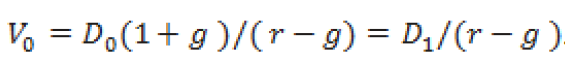 V₀ = D₀(1 + g)/(r − g) = D₁/(r − g).